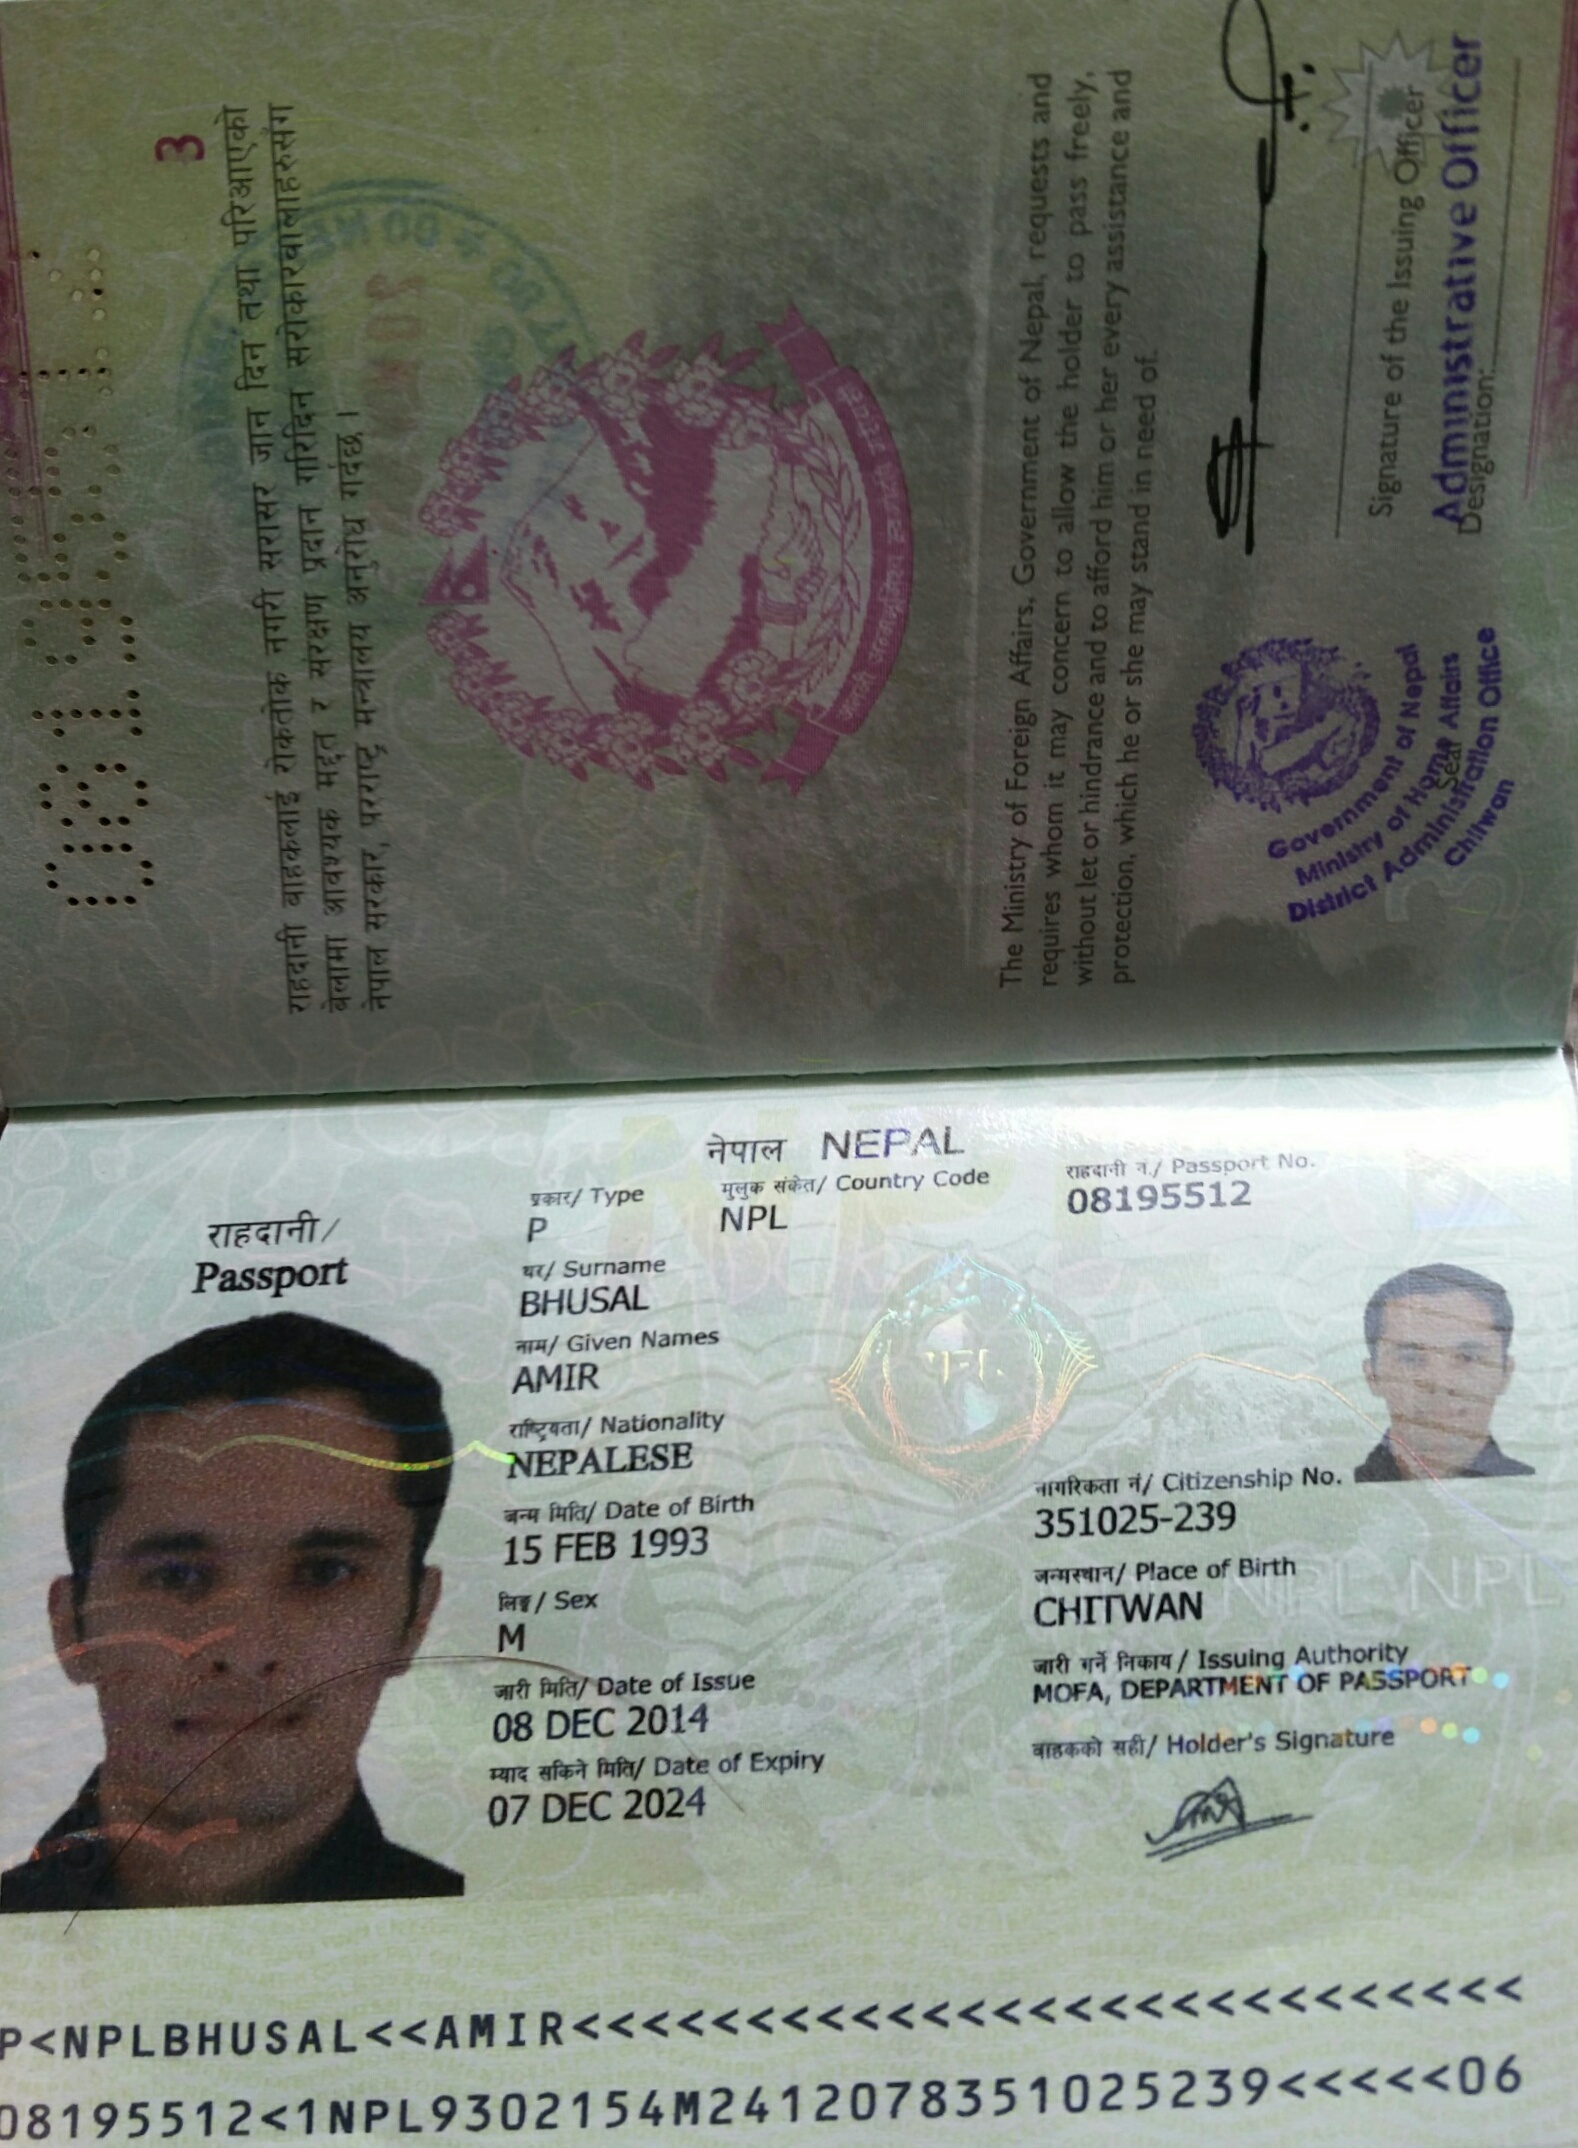 3
राहदानी वाहकलाई रोकतोक नगरी सरासर जान दिन तथा परिआएको
बेलामा आवश्यक मद्दत र संरक्षण प्रदान गरिदिन सरोकारवालाहरुसंग
नेपाल सरकार, परराष्ट्र मन्त्रालय अनुरोध गर्दछ।
The Ministry of Foreign Affairs, Government of Nepal, requests and
requires whom it may concern to allow the holder to pass freely,
without let or hindrance and to afford him or her every assistance and
protection, which he or she may stand in need of.
Signature of the Issuing Officer
Administrative Officer
Designation:
Seal
Government of Nepal
Ministry of Home Affairs
District Administration Office
Chitwan
नेपाल NEPAL
राहदानी/
Passport
प्रकार/ Type
P
मुलुक संकेत/ Country Code
NPL
राहदानी नं./ Passport No.
08195512
थर/ Surname
BHUSAL
नाम/ Given Names
AMIR
राष्ट्रियता/ Nationality
NEPALESE
जन्म मिति/ Date of Birth
15 FEB 1993
नागरिकता नं/ Citizenship No.
351025-239
लिङ्ग/ Sex
M
जन्मस्थान/ Place of Birth
CHITWAN
जारी मिति/ Date of Issue
08 DEC 2014
जारी गर्ने निकाय/ Issuing Authority
MOFA, DEPARTMENT OF PASSPORT
म्याद सकिने मिति/ Date of Expiry
07 DEC 2024
वाहकको सही/ Holder's Signature
NPL NPL
P<NPLBHUSAL<<AMIR<<<<<<<<<<<<<<<<<<<<<<<<<<<
08195512<1NPL9302154M2412078351025239<<<<<06